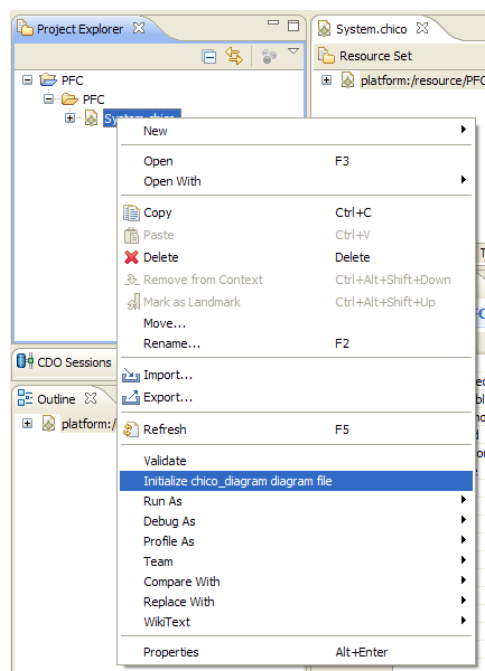 Project Explorer
System.chico
Resource Set
PFC
platform:/resource/PFC
PFC
New
Open F3
Open With
Copy Ctrl+C
Paste Ctrl+V
Delete Delete
Remove from Context Ctrl+Alt+Shift+Down
Mark as Landmark Ctrl+Alt+Shift+Up
Move...
Rename... F2
CDO Sessions
Import...
Outline
Export...
platform:/
Refresh F5
Validate
Initialize chico_diagram diagram file
Run As
Debug As
Profile As
Team
Compare With
Replace With
WikiText
Properties Alt+Enter